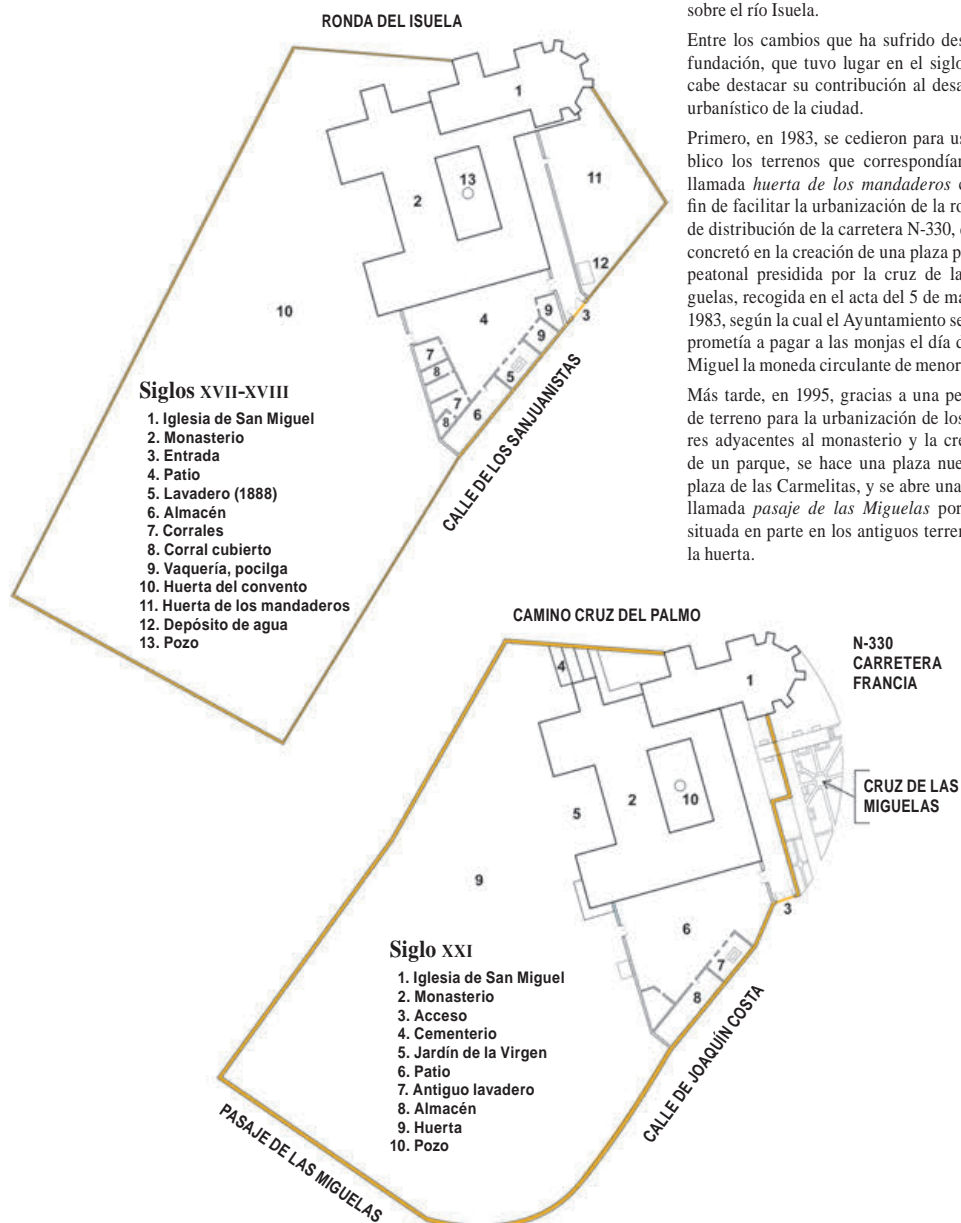 sobre el río Isuela.
Entre los cambios que ha sufrido des
fundación, que tuvo lugar en el siglo
cabe destacar su contribución al desa
urbanístico de la ciudad.
Primero, en 1983, se cedieron para us
blico los terrenos que correspondían
llamada huerta de los mandaderos
fin de facilitar la urbanización de la ro
de distribución de la carretera N-330,
concretó en la creación de una plaza p
peatonal presidida por la cruz de la
guelas, recogida en el acta del 5 de ma
1983, según la cual el Ayuntamiento se
prometía a pagar a las monjas el día d
Miguel la moneda circulante de menor
Más tarde, en 1995, gracias a una pe
de terreno para la urbanización de los
res adyacentes al monasterio y la cre
de un parque, se hace una plaza nue
plaza de las Carmelitas, y se abre una
llamada pasaje de las Miguelas por
situada en parte en los antiguos terren
la huerta.
RONDA DEL ISUELA
1
13
2
11
12
10
4
3
9
9
7
8
5
7
6
8
CALLE DE LOS SANJUANISTAS
Siglos XVII-XVIII
1. Iglesia de San Miguel
2. Monasterio
3. Entrada
4. Patio
5. Lavadero (1888)
6. Almacén
7. Corrales
8. Corral cubierto
9. Vaquería, pocilga
10. Huerta del convento
11. Huerta de los mandaderos
12. Depósito de agua
13. Pozo
CAMINO CRUZ DEL PALMO
N-330
CARRETERA
FRANCIA
4
1
CRUZ DE LAS
MIGUELAS
2
10
5
9
3
6
7
8
CALLE DE JOAQUÍN COSTA
PASAJE DE LAS MIGUELAS
Siglo XXI
1. Iglesia de San Miguel
2. Monasterio
3. Acceso
4. Cementerio
5. Jardín de la Virgen
6. Patio
7. Antiguo lavadero
8. Almacén
9. Huerta
10. Pozo